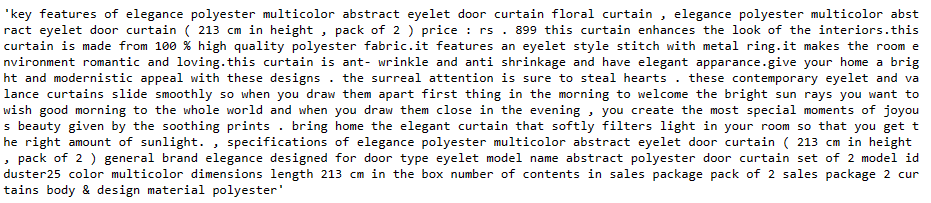 'key features of elegance polyester multicolor abstract eyelet door curtain floral curtain , elegance polyester multicolor abst
ract eyelet door curtain ( 213 cm in height , pack of 2 ) price : rs . 899 this curtain enhances the look of the interiors.this
curtain is made from 100 % high quality polyester fabric.it features an eyelet style stitch with metal ring.it makes the room e
nvironment romantic and loving.this curtain is ant- wrinkle and anti shrinkage and have elegant apparance.give your home a brig
ht and modernistic appeal with these designs . the surreal attention is sure to steal hearts . these contemporary eyelet and va
lance curtains slide smoothly so when you draw them apart first thing in the morning to welcome the bright sun rays you want to
wish good morning to the whole world and when you draw them close in the evening , you create the most special moments of joyou
s beauty given by the soothing prints . bring home the elegant curtain that softly filters light in your room so that you get t
he right amount of sunlight. , specifications of elegance polyester multicolor abstract eyelet door curtain ( 213 cm in height
, pack of 2 ) general brand elegance designed for door type eyelet model name abstract polyester door curtain set of 2 model id
duster25 color multicolor dimensions length 213 cm in the box number of contents in sales package pack of 2 sales package 2 cur
tains body & design material polyester'